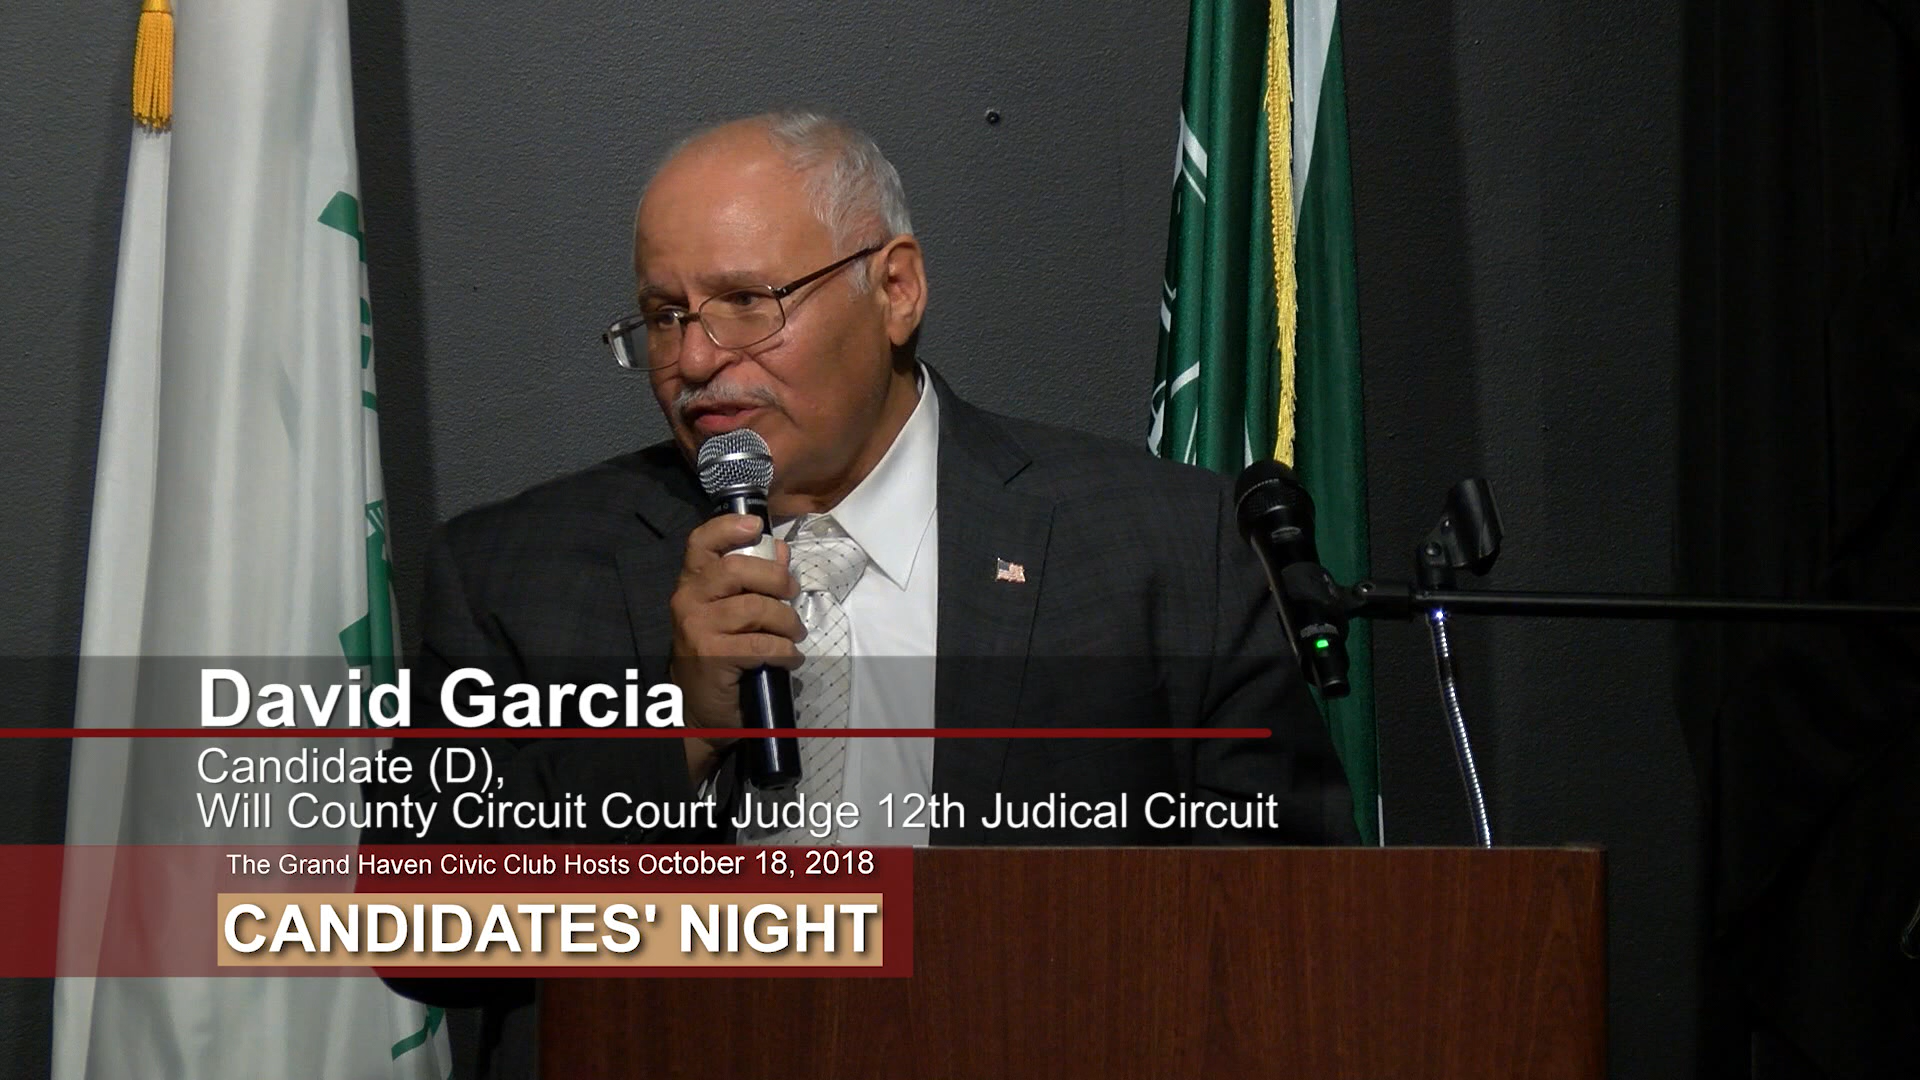 David Garcia
Candidate (D),
Will County Circuit Court Judge 12th Judical Circuit
The Grand Haven Civic Club Hosts October 18, 2018
CANDIDATES' NIGHT